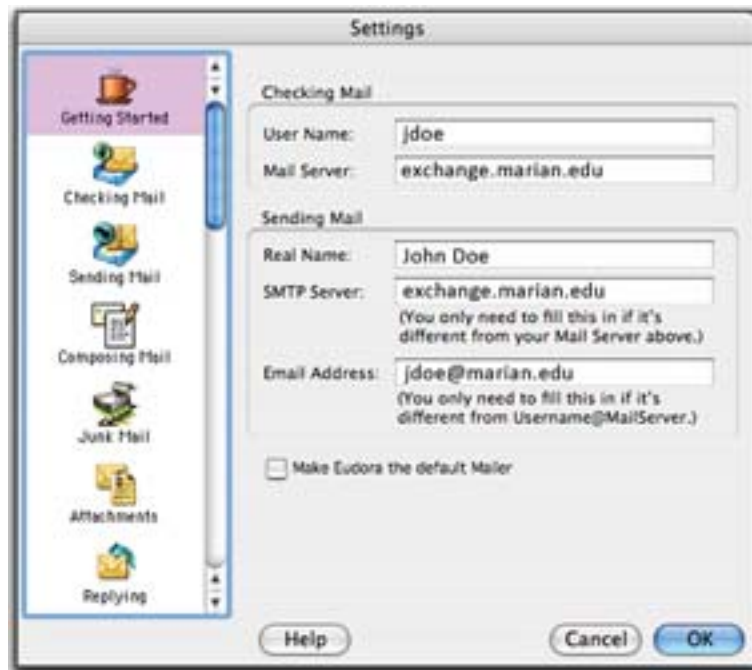 Settings
Getting Started
Checking Mail
Sending Mail
Composing Mail
Junk Mail
Attachments
Replying
Checking Mail
User Name: jdoe
Mail Server: exchange.marian.edu
Sending Mail
Real Name: John Doe
SMTP Server: exchange.marian.edu
(You only need to fill this in if it's
different from your Mail Server above.)
Email Address: jdoe@marian.edu
(You only need to fill this in if it's
different from Username@MailServer.)
Make Eudora the default Mailer
Help
Cancel
OK